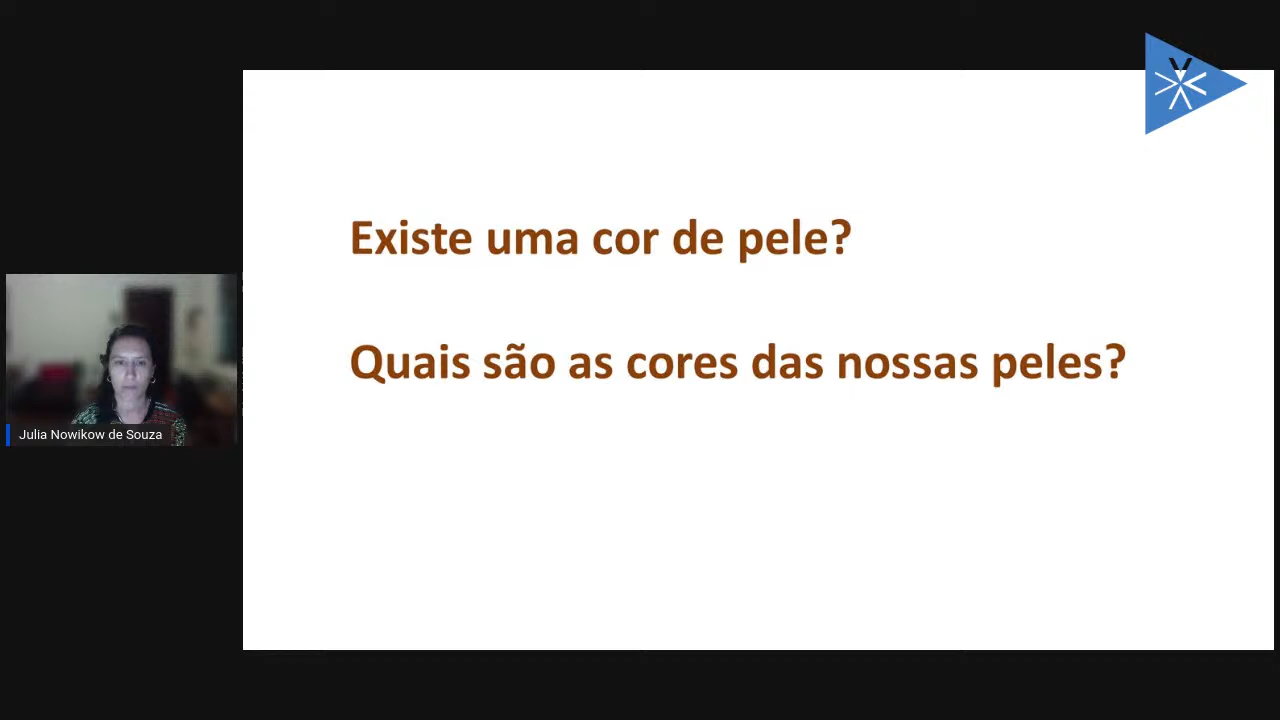 Existe uma cor de pele?
Quais são as cores das nossas peles?
Julia Nowikow de Souza